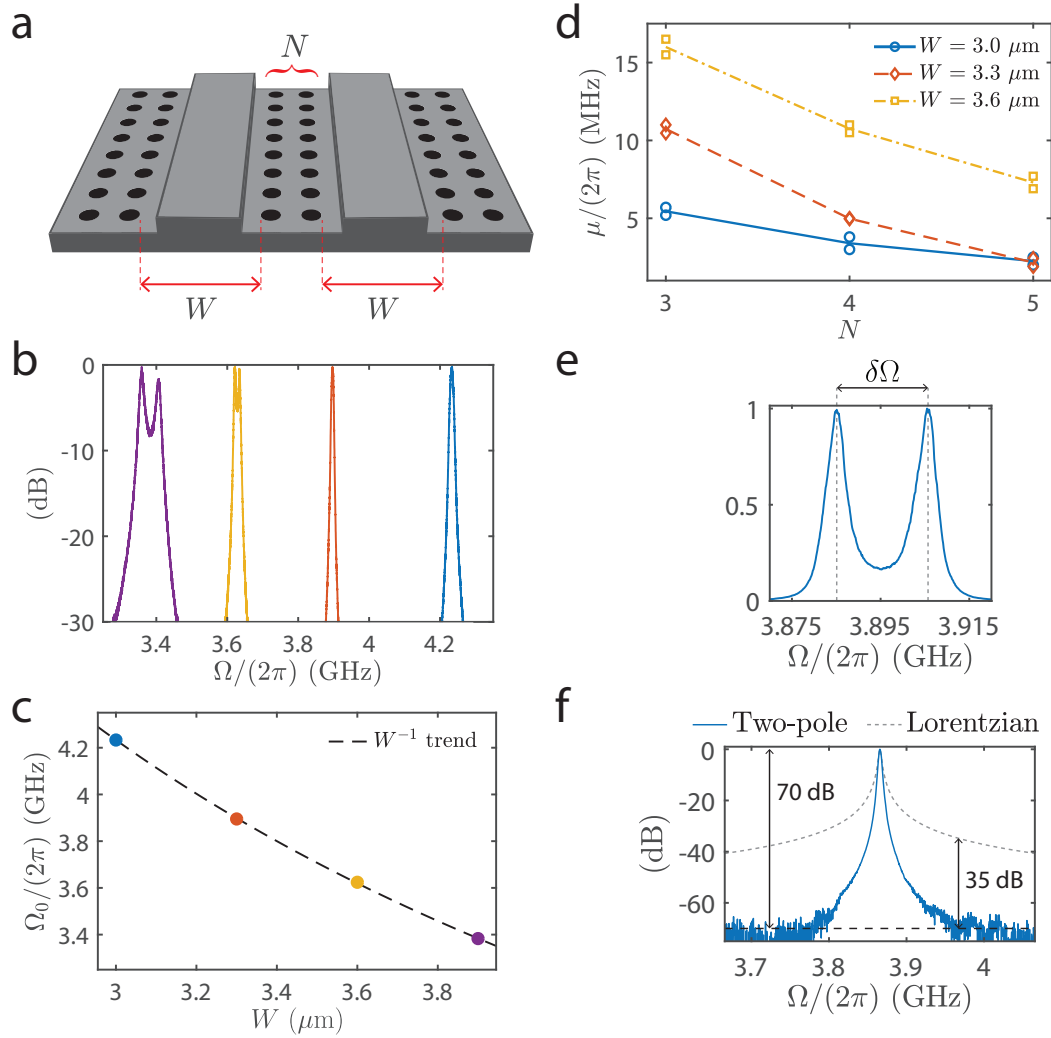 a
N
W
W
b
0
-10
-20
-30
(dB)
3.4 3.6 3.8 4 4.2
Ω/(2π) (GHz)
c
W⁻¹ trend
4.2
4
3.8
3.6
3.4
Ω₀/(2π) (GHz)
3 3.2 3.4 3.6 3.8
W (μm)
d
W = 3.0 μm
W = 3.3 μm
W = 3.6 μm
15
10
5
μ/(2π) (MHz)
3 4 5
N
e
δΩ
1
0.5
0
3.875 3.895 3.915
Ω/(2π) (GHz)
f
Two-pole Lorentzian
0
-20
-40
-60
(dB)
70 dB
35 dB
3.7 3.8 3.9 4
Ω/(2π) (GHz)